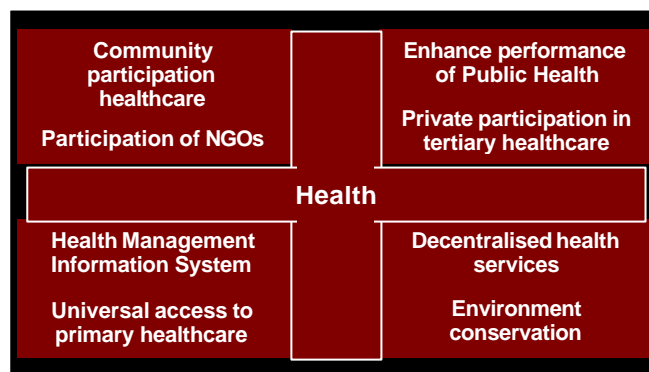 Community
participation
healthcare
Participation of NGOs
Enhance performance
of Public Health
Private participation in
tertiary healthcare
Health
Health Management
Information System
Universal access to
primary healthcare
Decentralised health
services
Environment
conservation